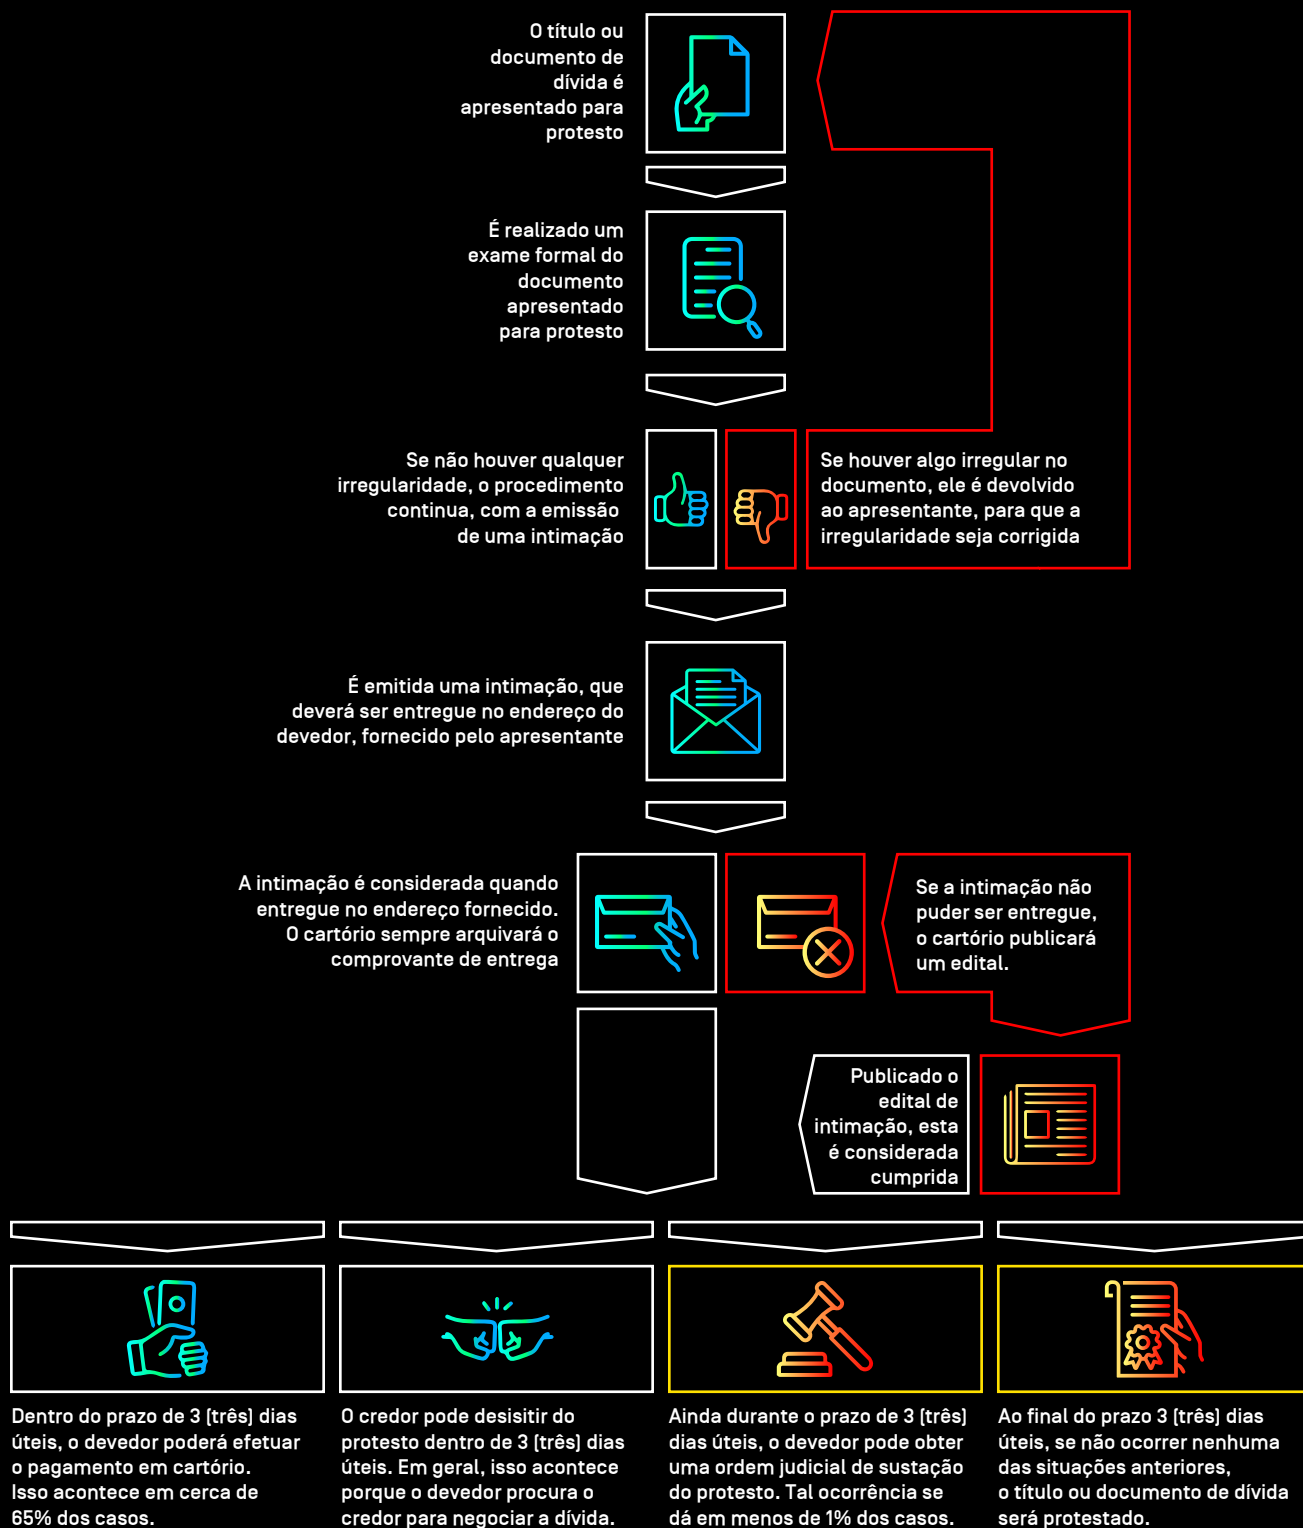 O título ou
documento de
dívida é
apresentado para
protesto
É realizado um
exame formal do
documento
apresentado
para protesto
Se não houver qualquer
irregularidade, o procedimento
continua, com a emissão
de uma intimação
Se houver algo irregular no
documento, ele é devolvido
ao apresentante, para que a
irregularidade seja corrigida
É emitida uma intimação, que
deverá ser entregue no endereço do
devedor, fornecido pelo apresentante
A intimação é considerada quando
entregue no endereço fornecido.
O cartório sempre arquivará o
comprovante de entrega
Se a intimação não
puder ser entregue,
o cartório publicará
um edital.
Publicado o
edital de
intimação, esta
é considerada
cumprida
Dentro do prazo de 3 (três) dias
úteis, o devedor poderá efetuar
o pagamento em cartório.
Isso acontece em cerca de
65% dos casos.
O credor pode desisitir do
protesto dentro de 3 (três) dias
úteis. Em geral, isso acontece
porque o devedor procura o
credor para negociar a dívida.
Ainda durante o prazo de 3 (três)
dias úteis, o devedor pode obter
uma ordem judicial de sustação
do protesto. Tal ocorrência se
dá em menos de 1% dos casos.
Ao final do prazo 3 (três) dias
úteis, se não ocorrer nenhuma
das situações anteriores,
o título ou documento de dívida
será protestado.